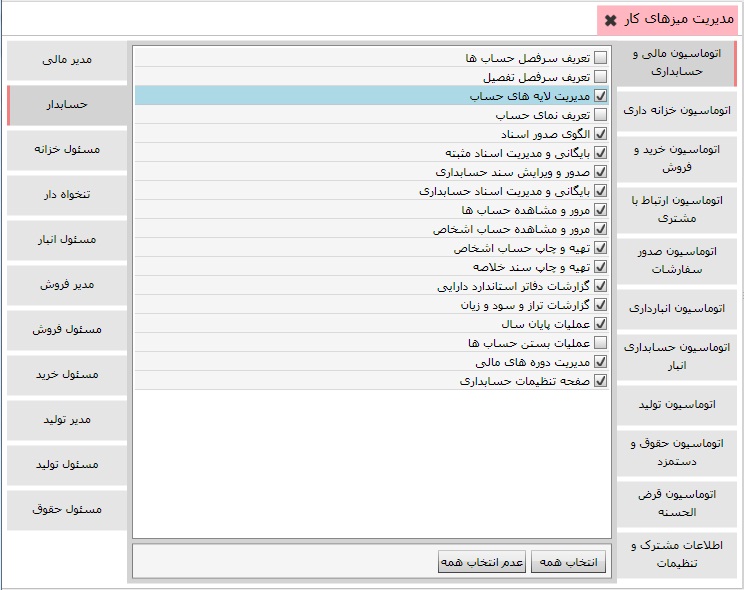 مدیریت میزهای کار
اتوماسیون مالی و
حسابداری
اتوماسیون خزانه داری
اتوماسیون خرید و
فروش
اتوماسیون ارتباط با
مشتری
اتوماسیون صدور
سفارشات
اتوماسیون انبارداری
اتوماسیون حسابداری
انبار
اتوماسیون تولید
اتوماسیون حقوق و
دستمزد
اتوماسیون قرض
الحسنه
اطلاعات مشترک و
تنظیمات
تعریف سرفصل حساب ها
تعریف سرفصل تفصیل
مدیریت لایه های حساب
تعریف نمای حساب
الگوی صدور اسناد
بایگانی و مدیریت اسناد مثبته
صدور و ویرایش سند حسابداری
بایگانی و مدیریت اسناد حسابداری
مرور و مشاهده حساب ها
مرور و مشاهده حساب اشخاص
تهیه و چاپ حساب اشخاص
تهیه و چاپ سند خلاصه
گزارشات دفاتر استاندارد دارایی
گزارشات تراز و سود و زیان
عملیات پایان سال
عملیات بستن حساب ها
مدیریت دوره های مالی
صفحه تنظیمات حسابداری
انتخاب همه
عدم انتخاب همه
مدیر مالی
حسابدار
مسئول خزانه
تنخواه دار
مسئول انبار
مدیر فروش
مسئول فروش
مسئول خرید
مدیر تولید
مسئول تولید
مسئول حقوق